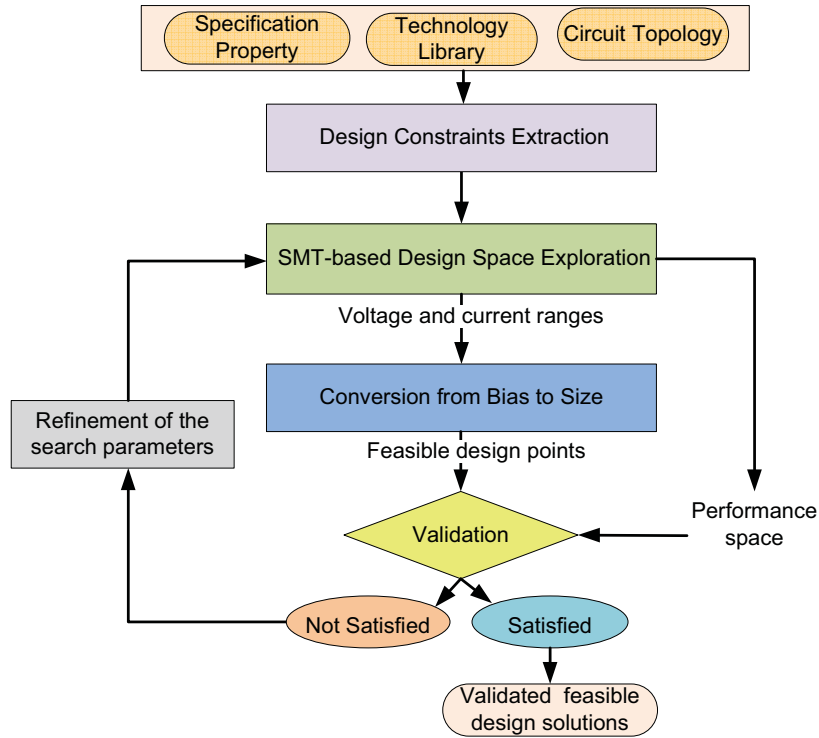 Specification
Property
Technology
Library
Circuit Topology
Design Constraints Extraction
SMT-based Design Space Exploration
Voltage and current ranges
Conversion from Bias to Size
Refinement of the
search parameters
Feasible design points
Performance
space
Validation
Not Satisfied
Satisfied
Validated feasible
design solutions